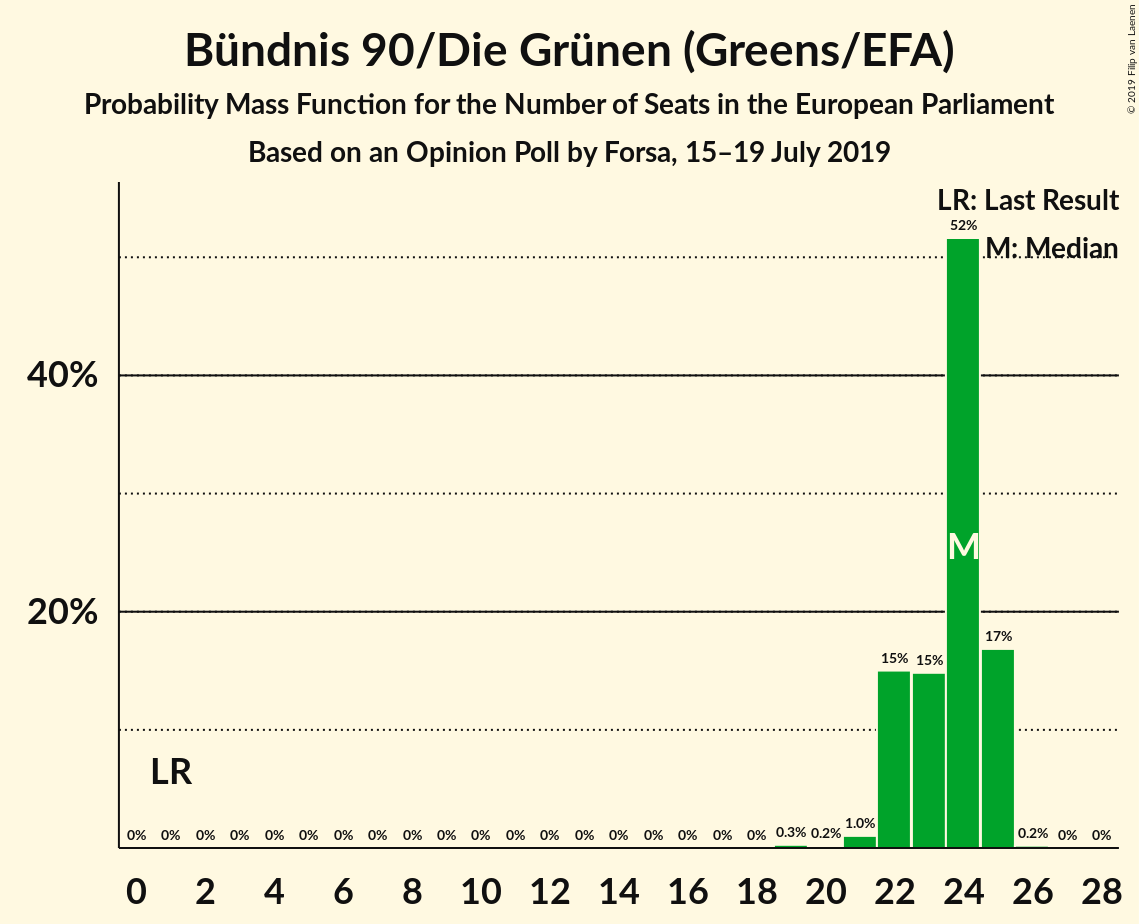 Bündnis 90/Die Grünen (Greens/EFA)
Probability Mass Function for the Number of Seats in the European Parliament
Based on an Opinion Poll by Forsa, 15–19 July 2019
© 2019 Filip van Laenen
LR: Last Result
M: Median
52%
40%
M
20%
17%
15% 15%
LR
0% 0% 0% 0% 0% 0% 0% 0% 0% 0% 0% 0% 0% 0% 0% 0% 0% 0% 0% 0.3% 0.2% 1.0% 0.2% 0% 0%
0 2 4 6 8 10 12 14 16 18 20 22 24 26 28